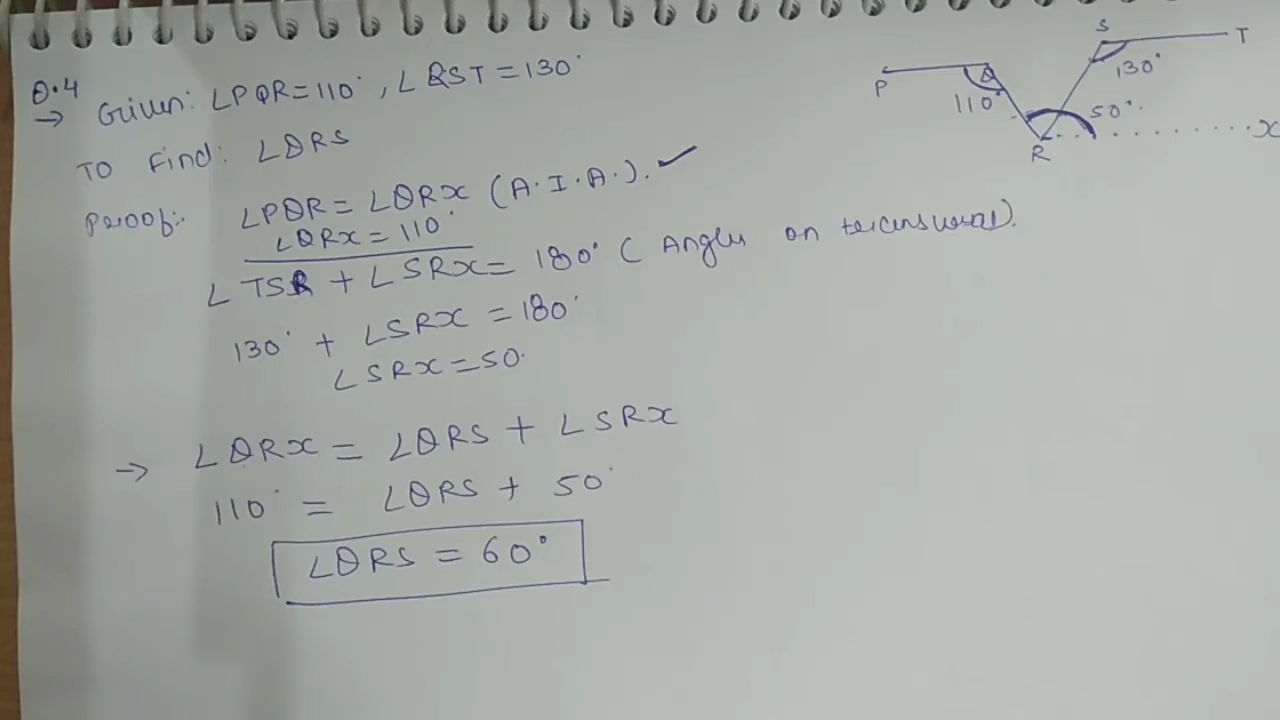 Q.4
→ Given: ∠PQR=110°, ∠RST=130°
To Find: ∠QRS
Proof:- ∠PQR=∠QRX (A.I.A.). ✓
∠QRX=110°
∠TSR + ∠SRX= 180° (Angles on transversal).
130° + ∠SRX =180°
∠SRX=50°
→ ∠QRX = ∠QRS + ∠SRX
110° = ∠QRS + 50°
∠QRS = 60°
S
T
130°
P
Q
110°
50°
R
X